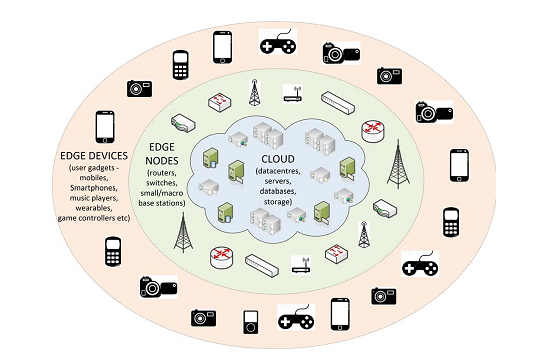 EDGE DEVICES
(user gadgets -
mobiles,
Smartphones,
music players,
wearables,
game controllers etc)
EDGE
NODES
(routers,
switches,
small/macro
base stations)
CLOUD
(datacentres,
servers,
databases,
storage)